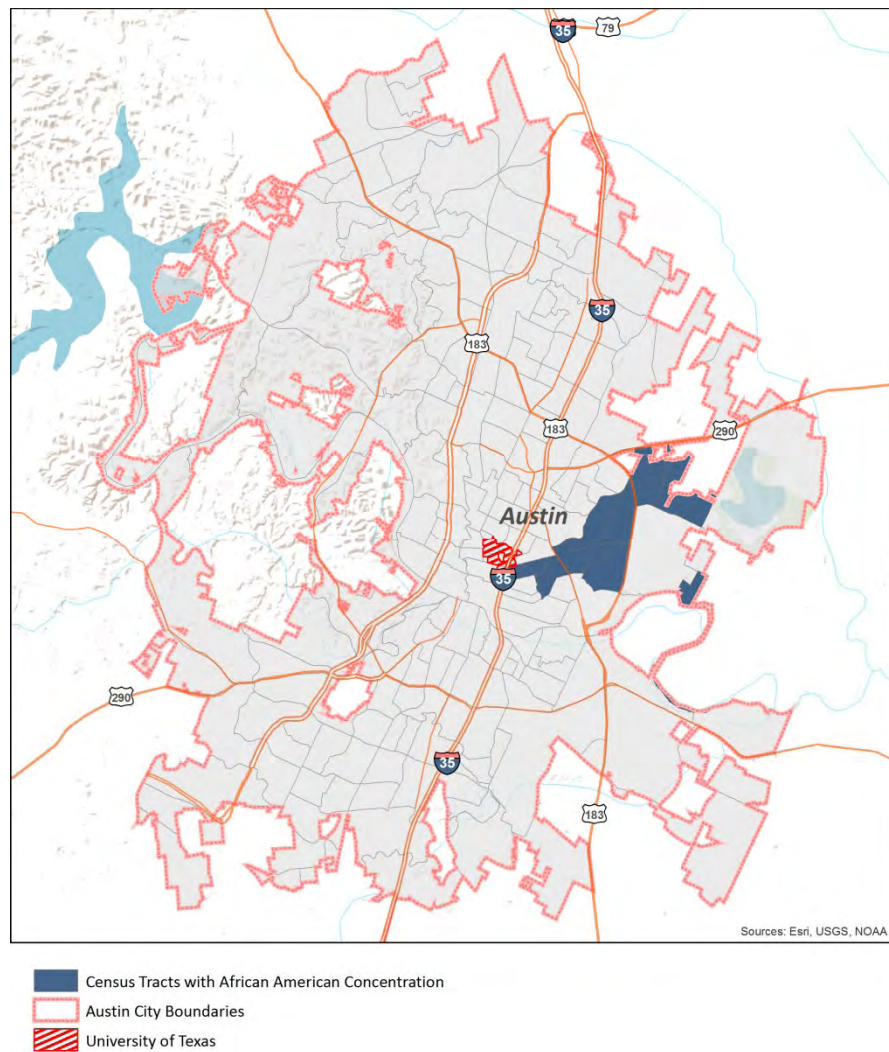 35
79
35
183
183
290
Austin
35
290
35
183
Sources: Esri, USGS, NOAA
Census Tracts with African American Concentration
Austin City Boundaries
University of Texas